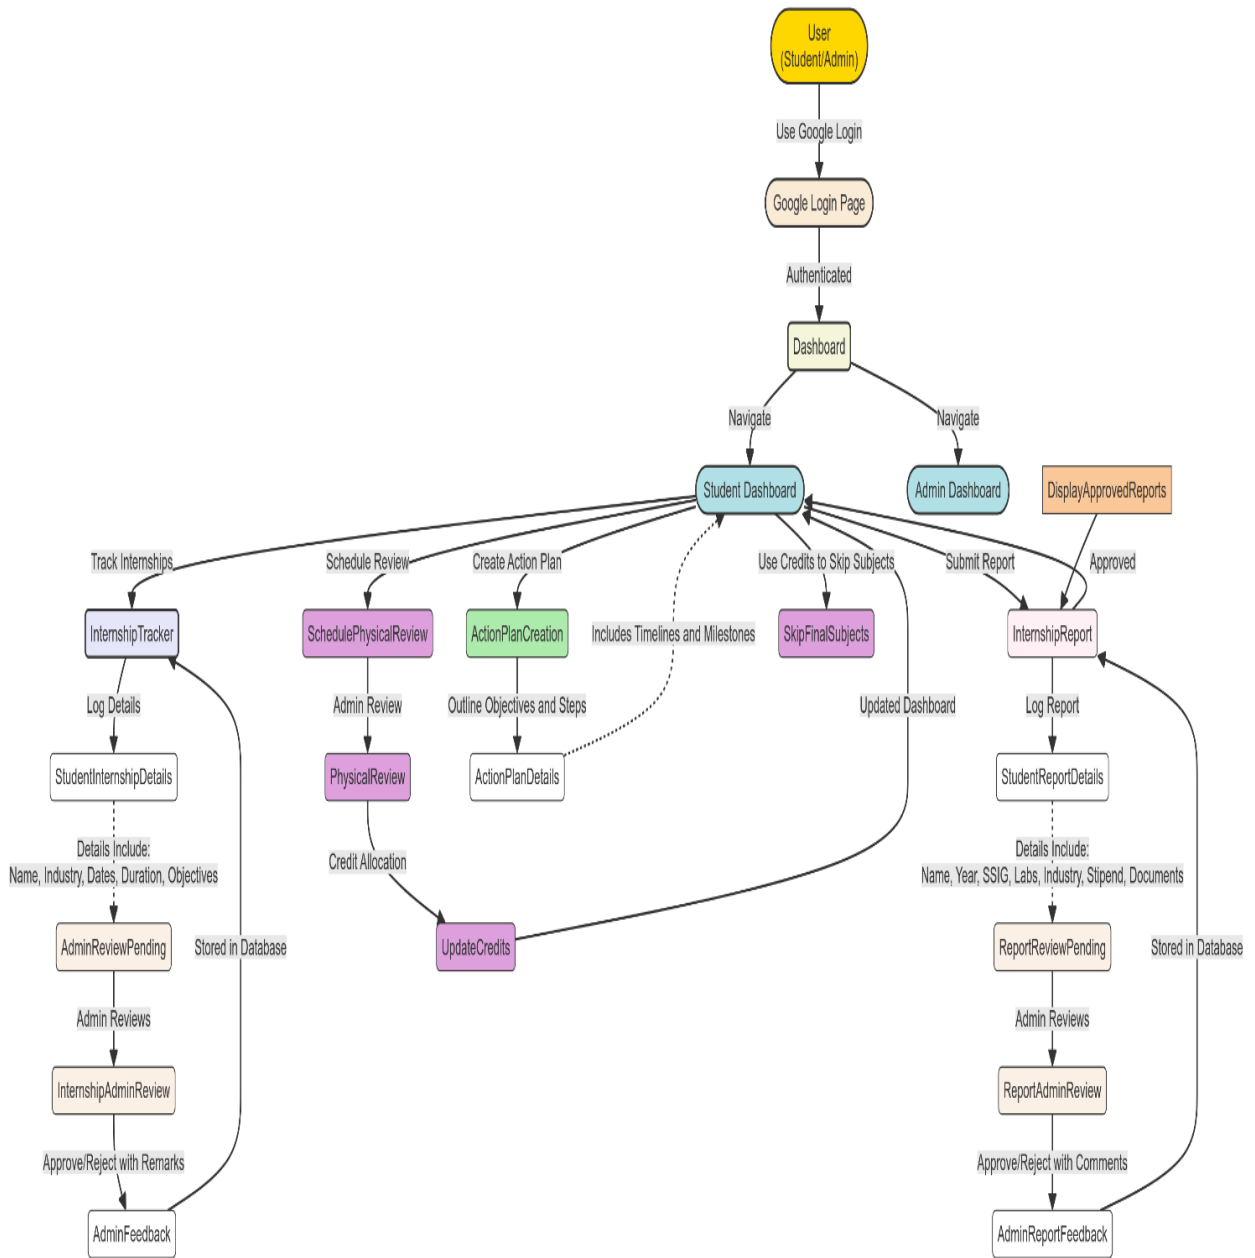 User
(Student/Admin)
Use Google Login
Google Login Page
Authenticated
Dashboard
Navigate
Navigate
Student Dashboard
Admin Dashboard
DisplayApprovedReports
Track Internships
Schedule Review
Create Action Plan
Use Credits to Skip Subjects
Submit Report
Approved
InternshipTracker
SchedulePhysicalReview
ActionPlanCreation
Includes Timelines and Milestones
SkipFinalSubjects
InternshipReport
Log Details
Admin Review
Outline Objectives and Steps
Updated Dashboard
Log Report
StudentInternshipDetails
PhysicalReview
ActionPlanDetails
StudentReportDetails
Details Include:
Name, Industry, Dates, Duration, Objectives
Credit Allocation
Details Include:
Name, Year, SSIG, Labs, Industry, Stipend, Documents
AdminReviewPending
Stored in Database
UpdateCredits
ReportReviewPending
Stored in Database
Admin Reviews
Admin Reviews
InternshipAdminReview
ReportAdminReview
Approve/Reject with Remarks
Approve/Reject with Comments
AdminFeedback
AdminReportFeedback